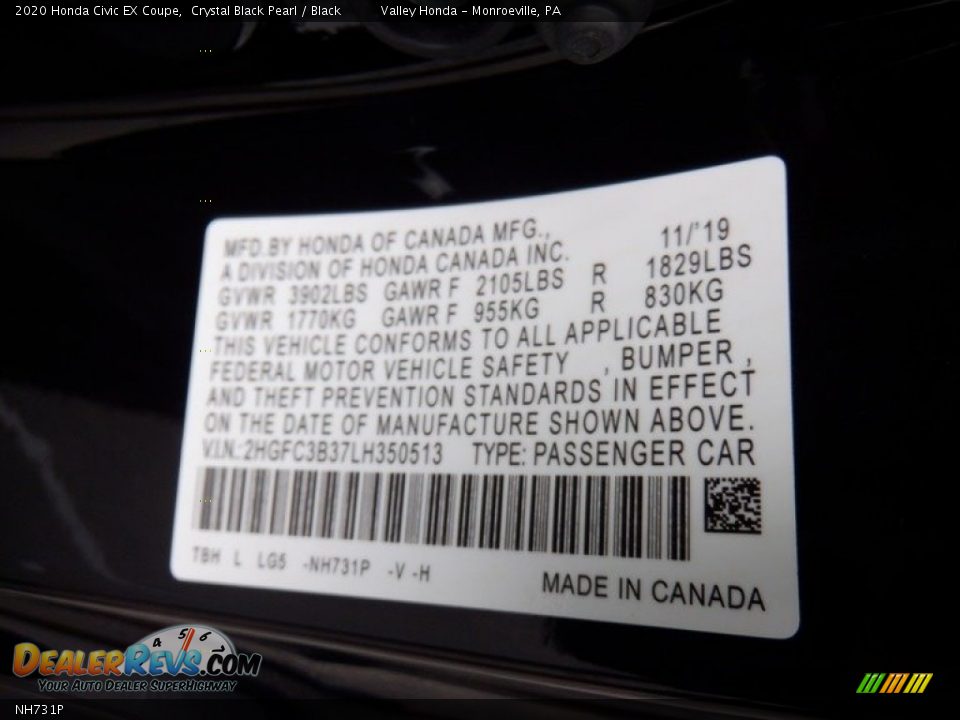 2020 Honda Civic EX Coupe, Crystal Black Pearl / Black Valley Honda - Monroeville, PA
MFD.BY HONDA OF CANADA MFG., 11/'19
A DIVISION OF HONDA CANADA INC.
GVWR 3902LBS GAWR F 2105LBS R 1829LBS
GVWR 1770KG GAWR F 955KG R 830KG
THIS VEHICLE CONFORMS TO ALL APPLICABLE
FEDERAL MOTOR VEHICLE SAFETY , BUMPER ,
AND THEFT PREVENTION STANDARDS IN EFFECT
ON THE DATE OF MANUFACTURE SHOWN ABOVE.
V.I.N.:2HGFC3B37LH350513 TYPE: PASSENGER CAR
TBH L LG5 -NH731P -V -H
MADE IN CANADA
4 5 6 7
DEALERREVS.COM
YOUR AUTO DEALER SUPERHIGHWAY
NH731P